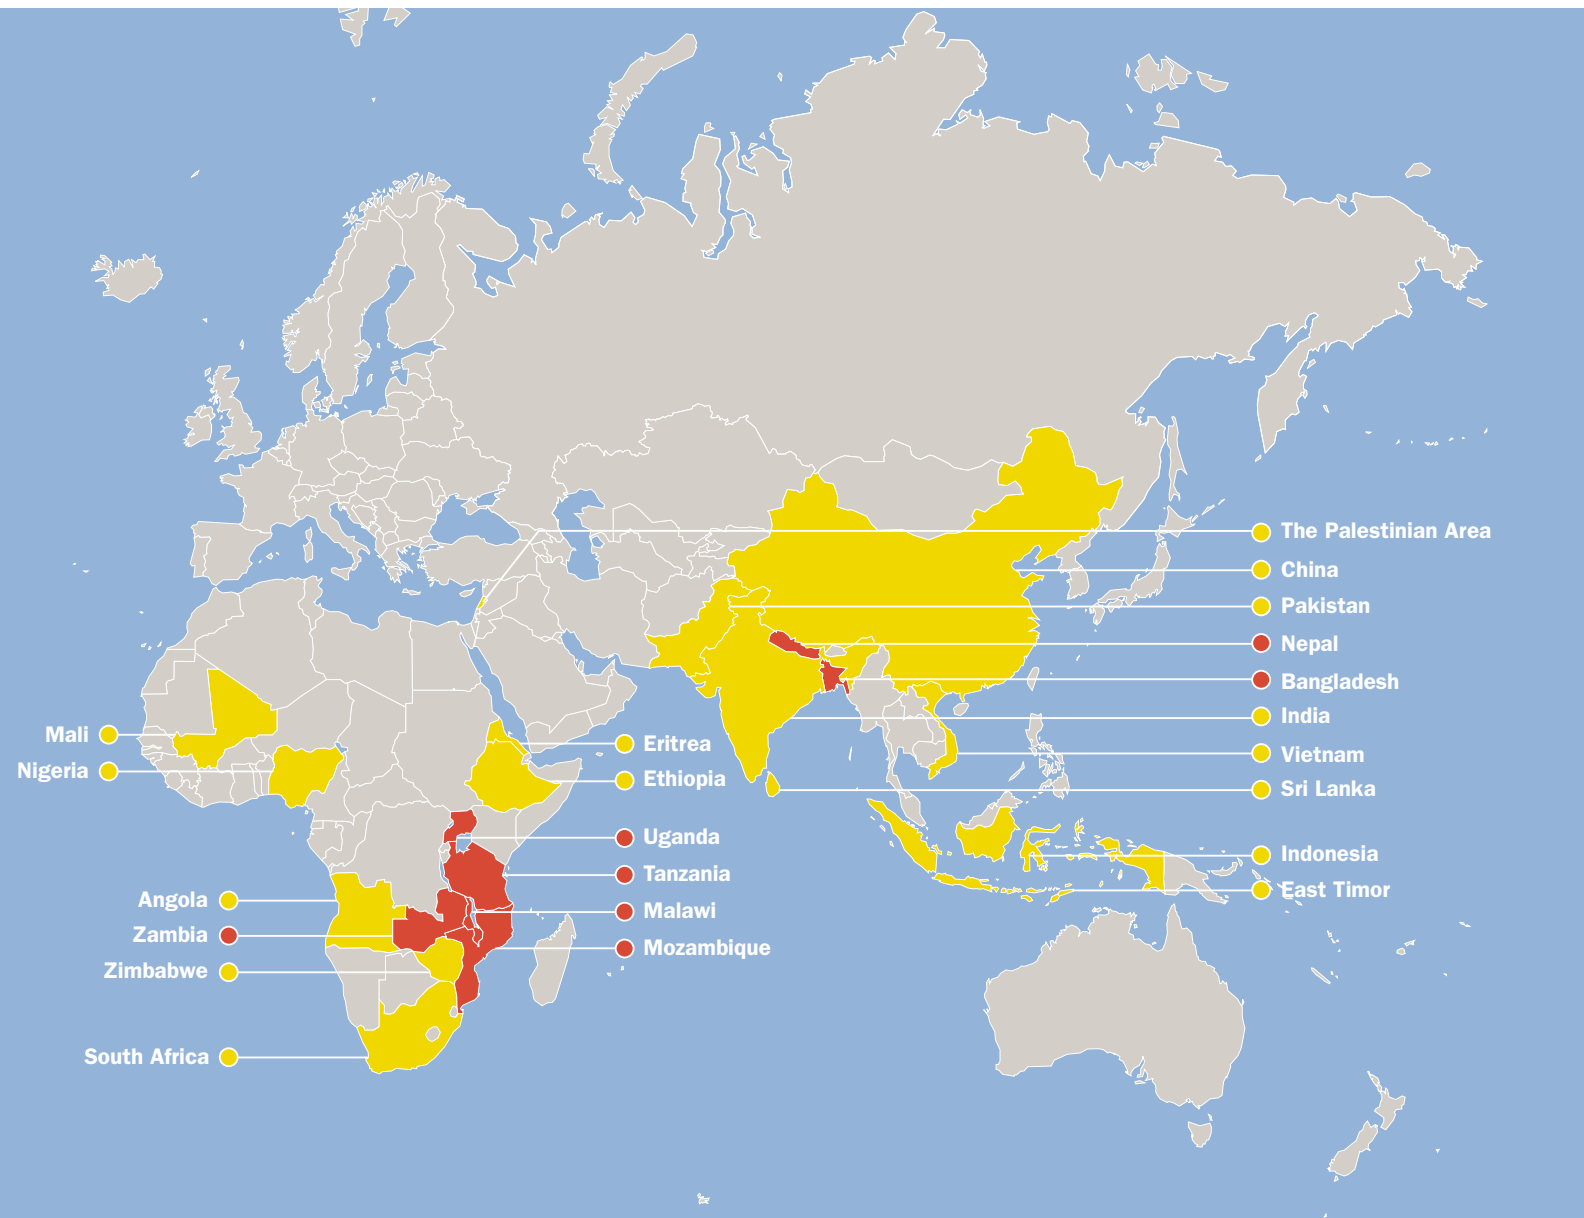 The Palestinian Area
China
Pakistan
Nepal
Bangladesh
India
Vietnam
Sri Lanka
Indonesia
East Timor
Mali
Nigeria
Eritrea
Ethiopia
Uganda
Tanzania
Malawi
Mozambique
Angola
Zambia
Zimbabwe
South Africa